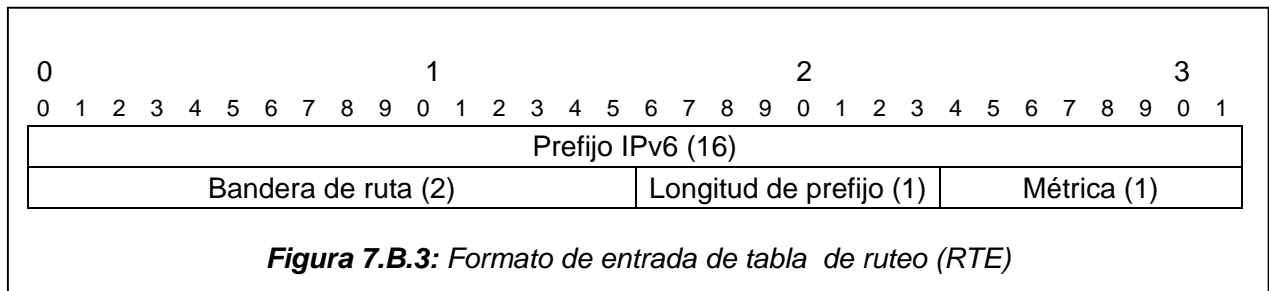 0 1 2 3
0 1 2 3 4 5 6 7 8 9 0 1 2 3 4 5 6 7 8 9 0 1 2 3 4 5 6 7 8 9 0 1
Prefijo IPv6 (16)
Bandera de ruta (2) Longitud de prefijo (1) Métrica (1)
Figura 7.B.3: Formato de entrada de tabla de ruteo (RTE)